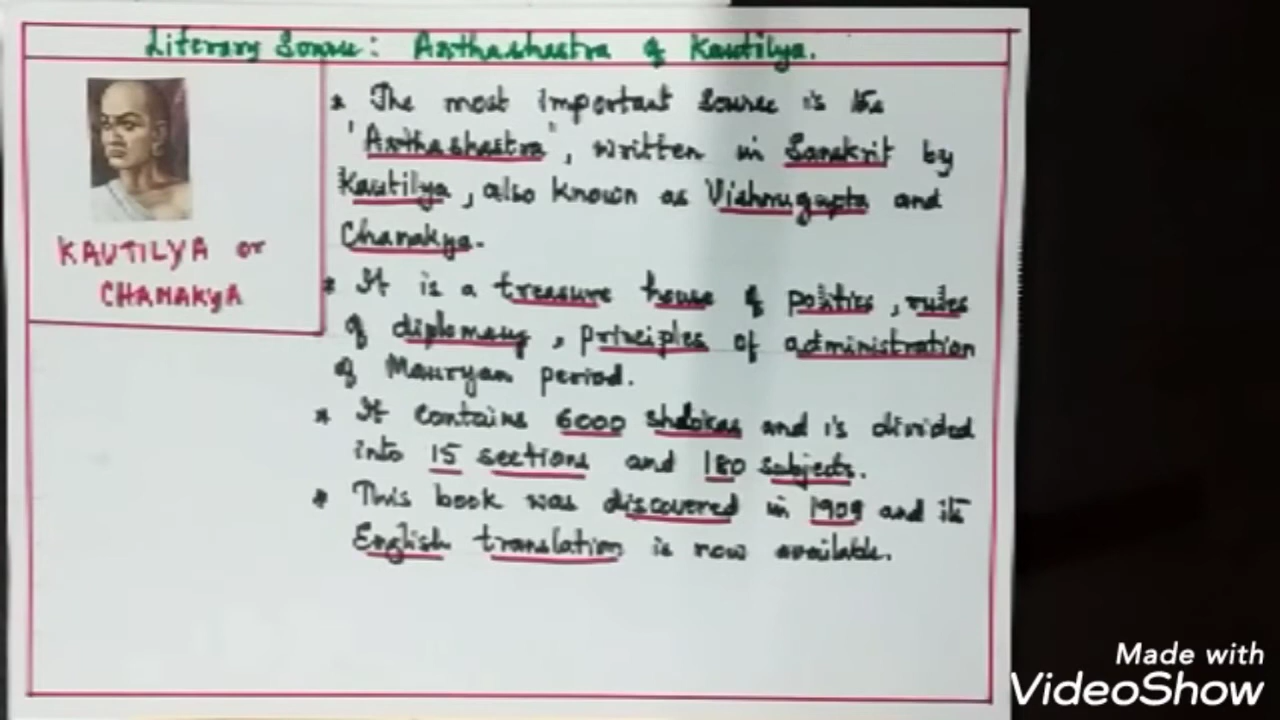 Literary Source: Arthashastra of Kautilya.
KAUTILYA or
CHANAKYA
* The most important source is the
'Arthashastra', written in Sanskrit by
Kautilya, also known as Vishnugupta and
Chanakya.
* It is a treasure house of politics, rules
of diplomacy, principles of administration
of Mauryan period.
* It contains 6000 shlokas and is divided
into 15 sections and 180 subjects.
* This book was discovered in 1909 and its
English translation is now available.
Made with
VideoShow